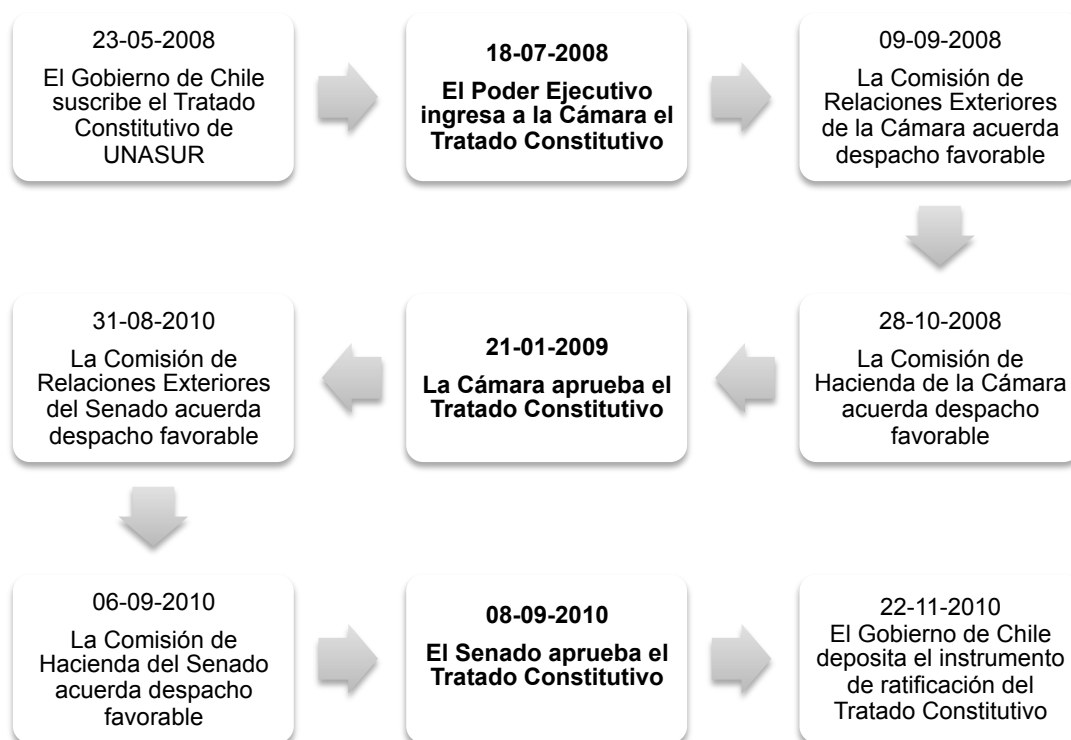 23-05-2008
El Gobierno de Chile
suscribe el Tratado
Constitutivo de
UNASUR
18-07-2008
El Poder Ejecutivo
ingresa a la Cámara el
Tratado Constitutivo
09-09-2008
La Comisión de
Relaciones Exteriores
de la Cámara acuerda
despacho favorable
28-10-2008
La Comisión de
Hacienda de la Cámara
acuerda despacho
favorable
21-01-2009
La Cámara aprueba el
Tratado Constitutivo
31-08-2010
La Comisión de
Relaciones Exteriores
del Senado acuerda
despacho favorable
06-09-2010
La Comisión de
Hacienda del Senado
acuerda despacho
favorable
08-09-2010
El Senado aprueba el
Tratado Constitutivo
22-11-2010
El Gobierno de Chile
deposita el instrumento
de ratificación del
Tratado Constitutivo